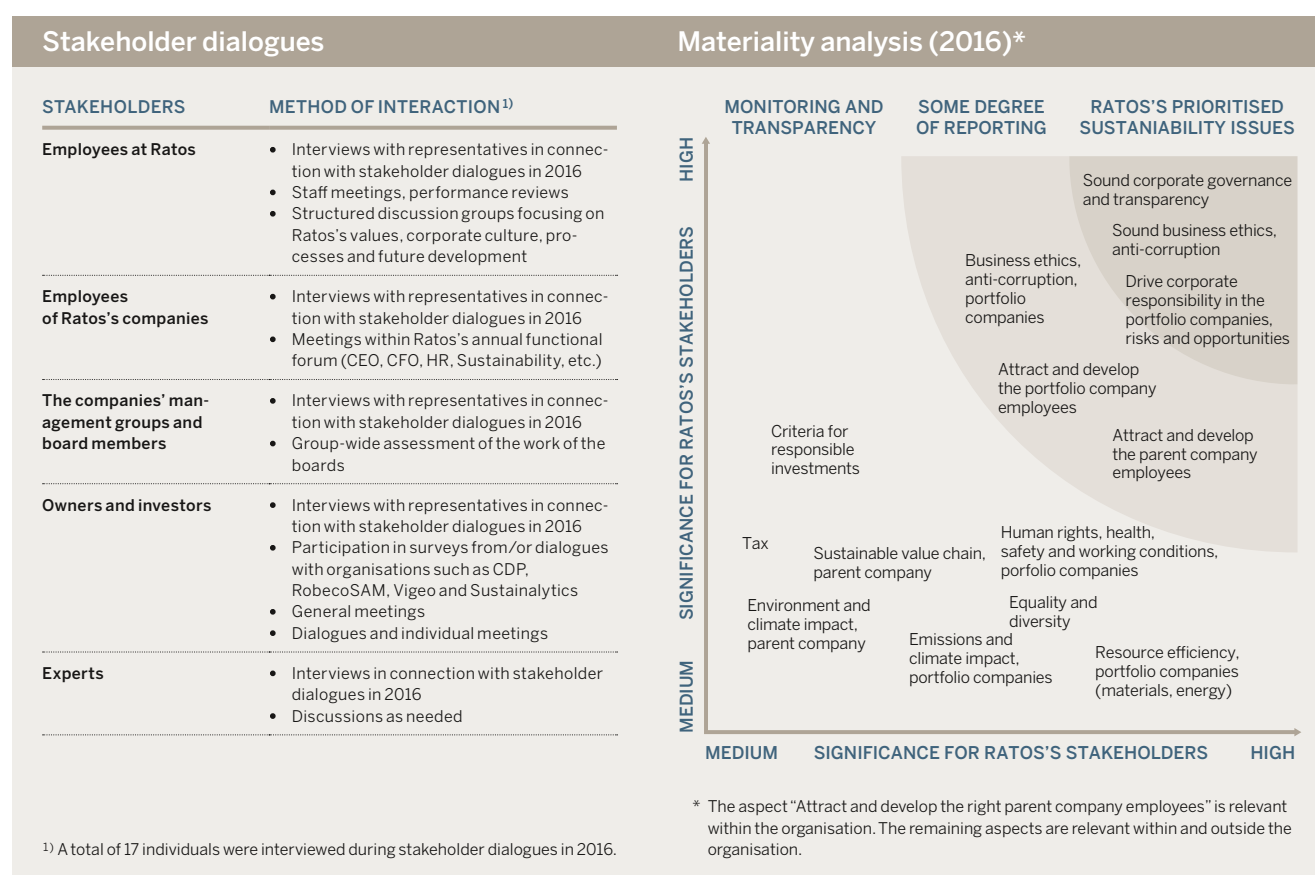 Stakeholder dialogues
STAKEHOLDERS
METHOD OF INTERACTION 1)
Employees at Ratos
• Interviews with representatives in connec-
tion with stakeholder dialogues in 2016
• Staff meetings, performance reviews
• Structured discussion groups focusing on
Ratos's values, corporate culture, pro-
cesses and future development
Employees
of Ratos's companies
• Interviews with representatives in connec-
tion with stakeholder dialogues in 2016
• Meetings within Ratos's annual functional
forum (CEO, CFO, HR, Sustainability, etc.)
The companies' man-
agement groups and
board members
• Interviews with representatives in connec-
tion with stakeholder dialogues in 2016
• Group-wide assessment of the work of the
boards
Owners and investors
• Interviews with representatives in connec-
tion with stakeholder dialogues in 2016
• Participation in surveys from/or dialogues
with organisations such as CDP,
RobecoSAM, Vigeo and Sustainalytics
• General meetings
• Dialogues and individual meetings
Experts
• Interviews in connection with stakeholder
dialogues in 2016
• Discussions as needed
1) A total of 17 individuals were interviewed during stakeholder dialogues in 2016.
Materiality analysis (2016)*
MONITORING AND
TRANSPARENCY
SOME DEGREE
OF REPORTING
RATOS'S PRIORITISED
SUSTANIABILITY ISSUES
HIGH
SIGNIFICANCE FOR RATOS'S STAKEHOLDERS
MEDIUM
Sound corporate governance
and transparency
Sound business ethics,
anti-corruption
Business ethics,
anti-corruption,
portfolio
companies
Drive corporate
responsibility in the
portfolio companies,
risks and opportunities
Attract and develop
the portfolio company
employees
Criteria for
responsible
investments
Attract and develop
the parent company
employees
Tax
Sustainable value chain,
parent company
Human rights, health,
safety and working conditions,
porfolio companies
Environment and
climate impact,
parent company
Equality and
diversity
Emissions and
climate impact,
portfolio companies
Resource efficiency,
portfolio companies
(materials, energy)
MEDIUM
SIGNIFICANCE FOR RATOS'S STAKEHOLDERS
HIGH
* The aspect "Attract and develop the right parent company employees" is relevant
within the organisation. The remaining aspects are relevant within and outside the
organisation.